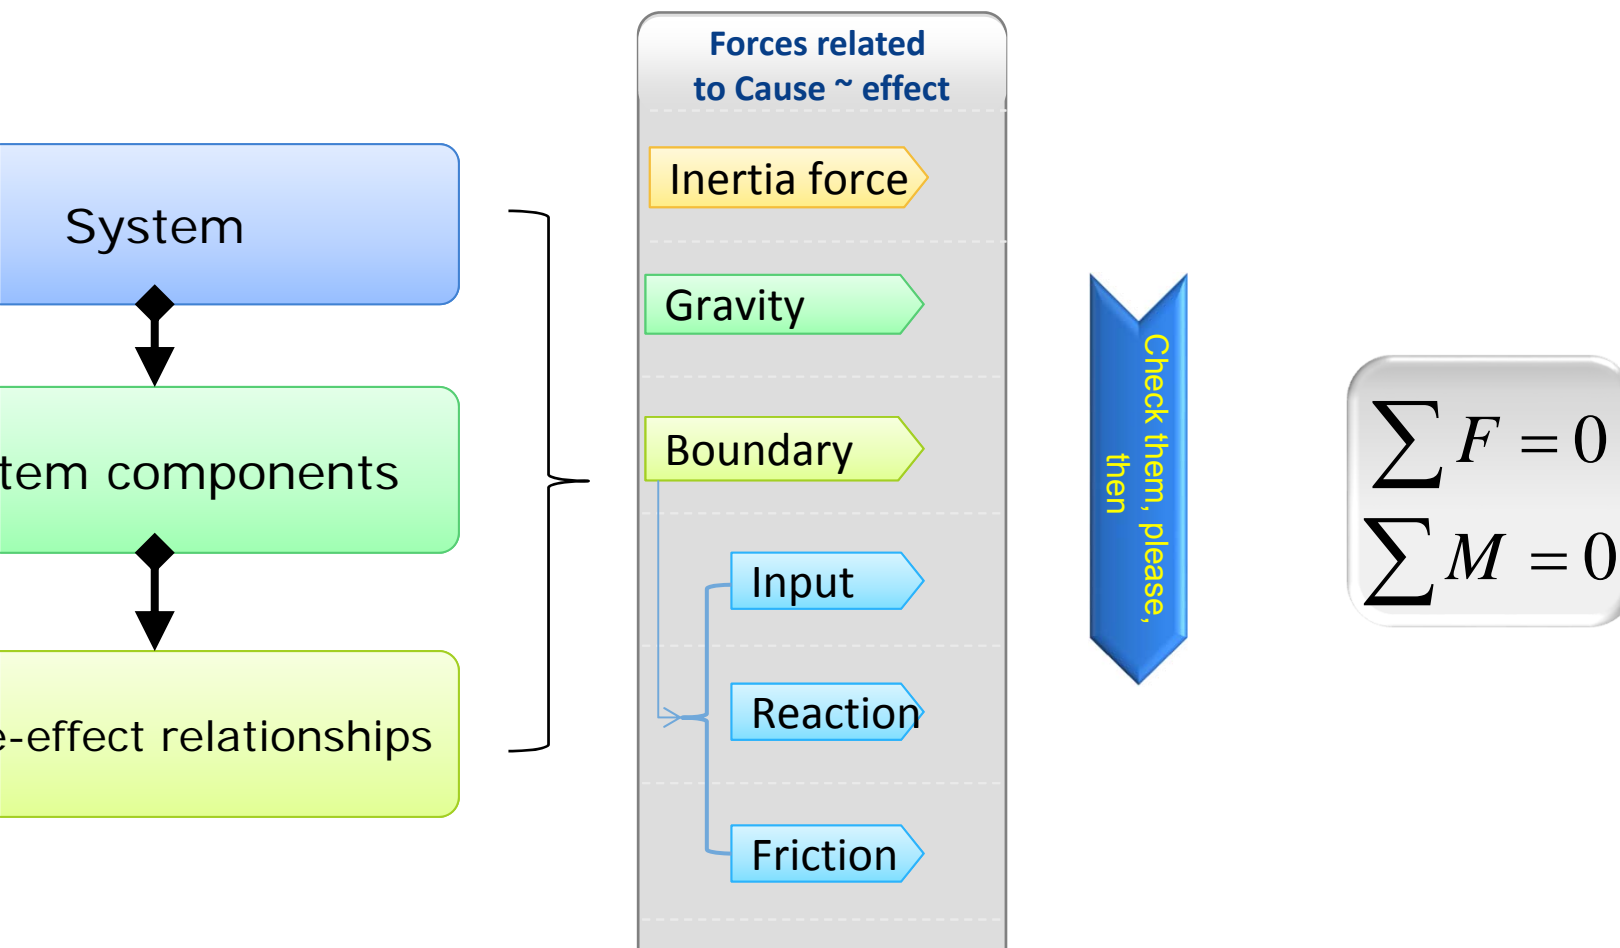 System
tem components
e-effect relationships
Forces related
to Cause ~ effect
Inertia force
Gravity
Boundary
Input
Reaction
Friction
Check them, please,
then
∑ F = 0
∑ M = 0